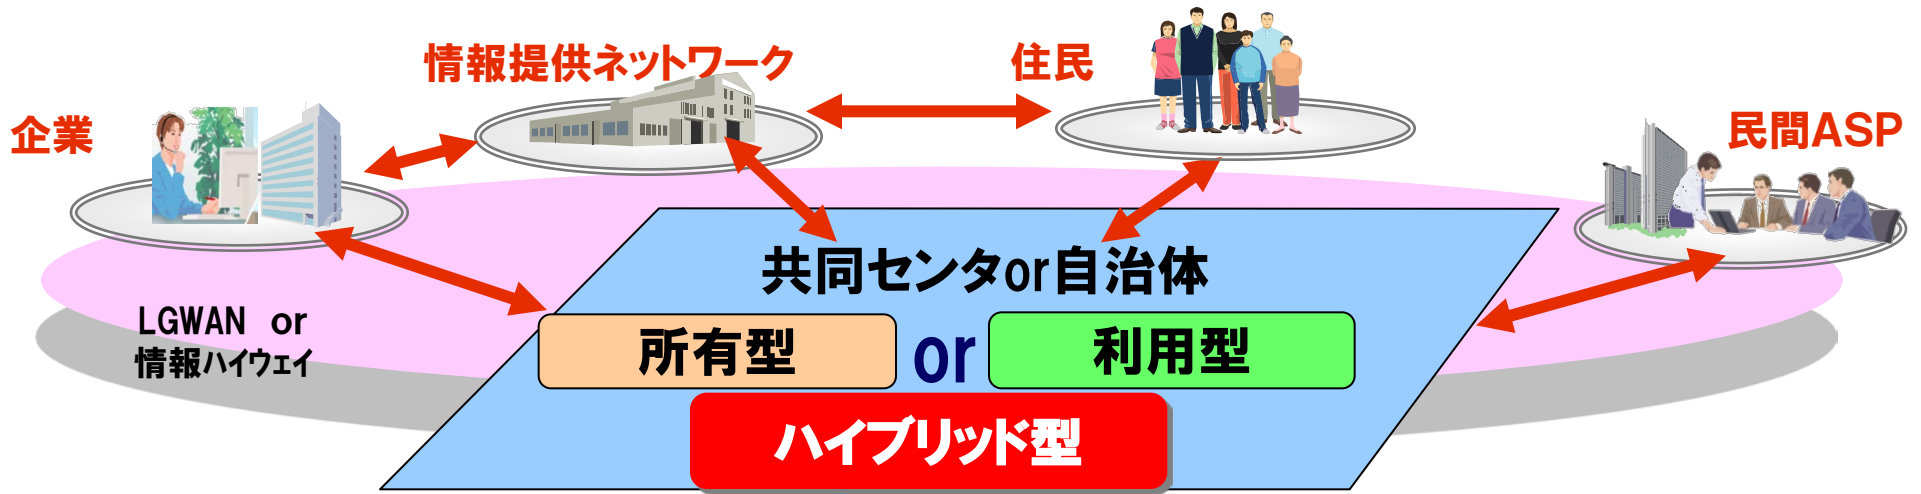 情報提供ネットワーク
住民
企業
民間ASP
共同センタor自治体
LGWAN or
情報ハイウェイ
所有型
or
利用型
ハイブリッド型